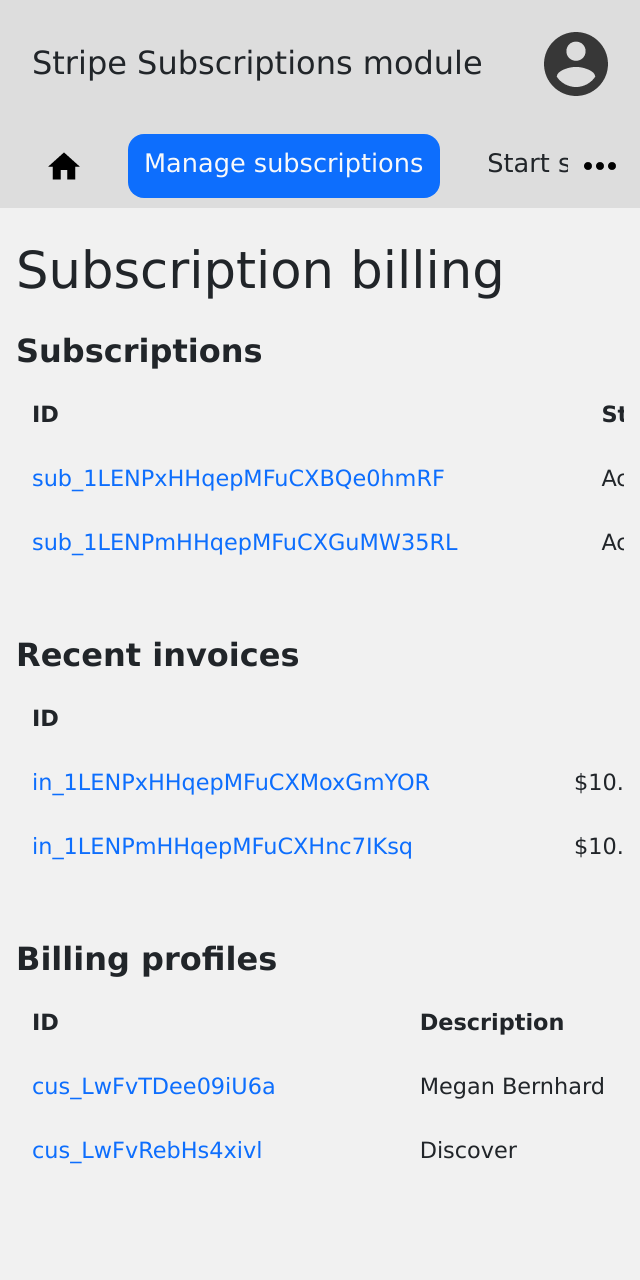 Stripe Subscriptions module
Manage subscriptions
Start s
Subscription billing
Subscriptions
ID St
sub_1LENPxHHqepMFuCXBQe0hmRF Ac
sub_1LENPmHHqepMFuCXGuMW35RL Ac
Recent invoices
ID
in_1LENPxHHqepMFuCXMoxGmYOR $10.
in_1LENPmHHqepMFuCXHnc7IKsq $10.
Billing profiles
ID Description
cus_LwFvTDee09iU6a Megan Bernhard
cus_LwFvRebHs4xivl Discover